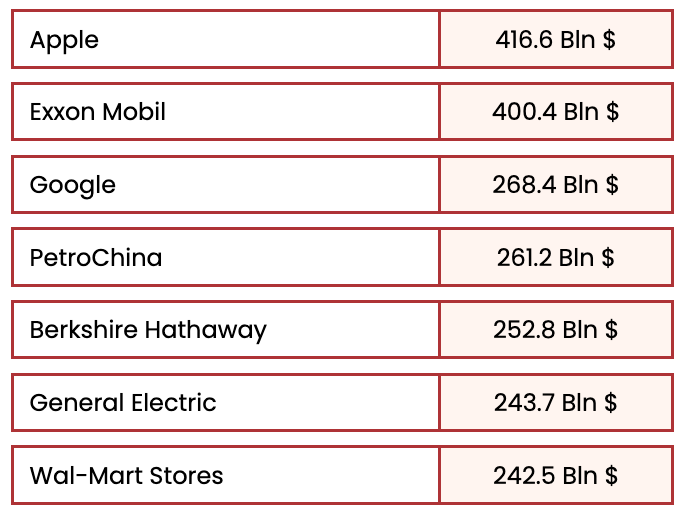 Apple 416.6 Bln $
Exxon Mobil 400.4 Bln $
Google 268.4 Bln $
PetroChina 261.2 Bln $
Berkshire Hathaway 252.8 Bln $
General Electric 243.7 Bln $
Wal-Mart Stores 242.5 Bln $